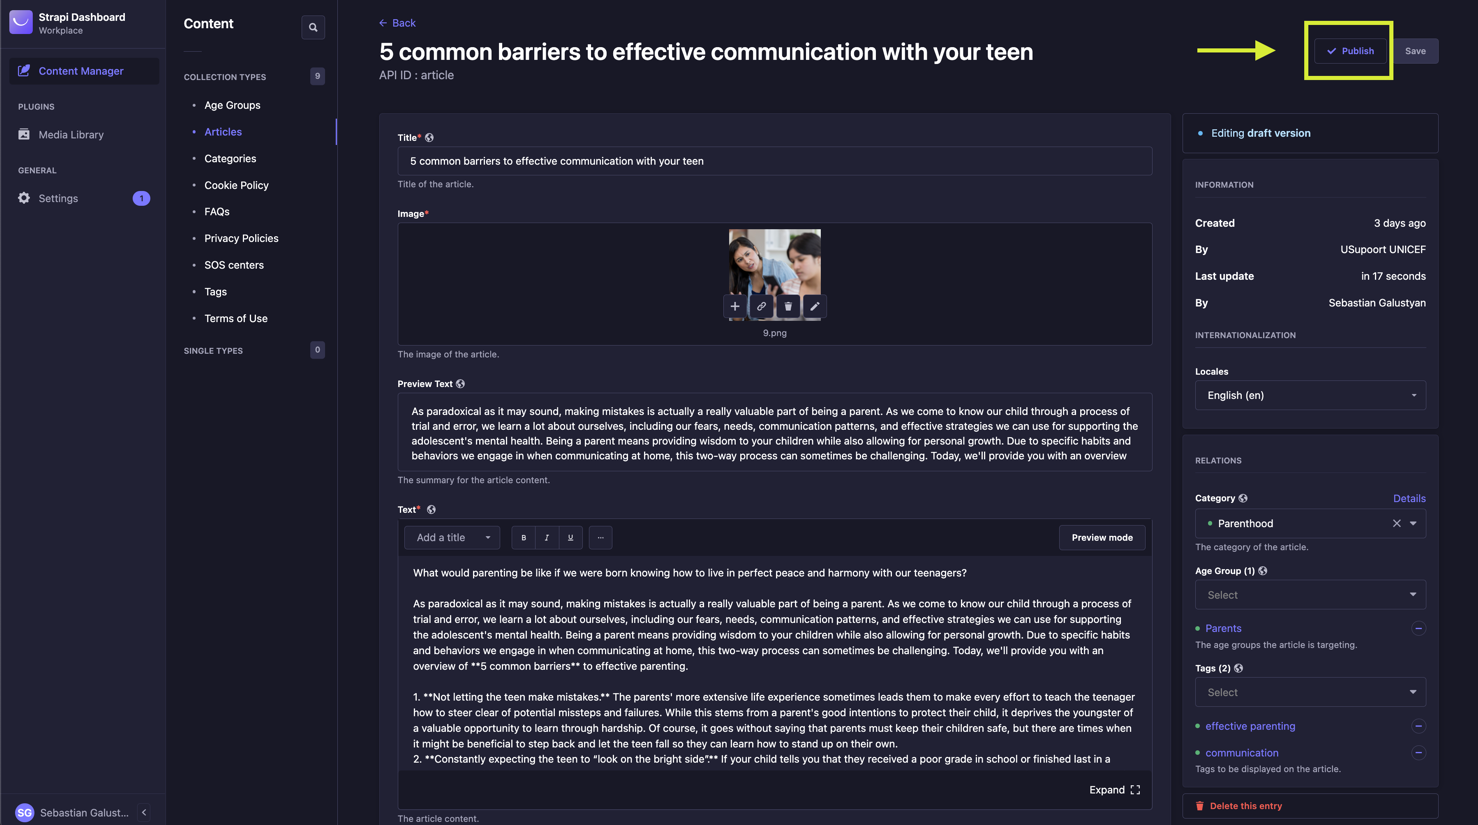 Strapi Dashboard
Workplace
Content Manager
PLUGINS
Media Library
GENERAL
Settings
1
SG
Sebastian Galust...
Content
COLLECTION TYPES
9
Age Groups
Articles
Categories
Cookie Policy
FAQs
Privacy Policies
SOS centers
Tags
Terms of Use
SINGLE TYPES
0
Back
5 common barriers to effective communication with your teen
API ID : article
Publish
Save
Title*
5 common barriers to effective communication with your teen
Title of the article.
Image*
9.png
The image of the article.
Preview Text
As paradoxical as it may sound, making mistakes is actually a really valuable part of being a parent. As we come to know our child through a process of
trial and error, we learn a lot about ourselves, including our fears, needs, communication patterns, and effective strategies we can use for supporting the
adolescent's mental health. Being a parent means providing wisdom to your children while also allowing for personal growth. Due to specific habits and
behaviors we engage in when communicating at home, this two-way process can sometimes be challenging. Today, we'll provide you with an overview
The summary for the article content.
Text*
Add a title
B
I
U
...
Preview mode
What would parenting be like if we were born knowing how to live in perfect peace and harmony with our teenagers?
As paradoxical as it may sound, making mistakes is actually a really valuable part of being a parent. As we come to know our child through a process of
trial and error, we learn a lot about ourselves, including our fears, needs, communication patterns, and effective strategies we can use for supporting
the adolescent's mental health. Being a parent means providing wisdom to your children while also allowing for personal growth. Due to specific habits
and behaviors we engage in when communicating at home, this two-way process can sometimes be challenging. Today, we'll provide you with an
overview of **5 common barriers** to effective parenting.
1. **Not letting the teen make mistakes.** The parents' more extensive life experience sometimes leads them to make every effort to teach the teenager
how to steer clear of potential missteps and failures. While this stems from a parent's good intentions to protect their child, it deprives the youngster of
a valuable opportunity to learn through hardship. Of course, it goes without saying that parents must keep their children safe, but there are times when
it might be beneficial to step back and let the teen fall so they can learn how to stand up on their own.
2. **Constantly expecting the teen to “look on the bright side”.** If your child tells you that they received a poor grade in school or finished last in a
Expand
The article content.
Editing draft version
INFORMATION
Created
3 days ago
By
USupoort UNICEF
Last update
in 17 seconds
By
Sebastian Galustyan
INTERNATIONALIZATION
Locales
English (en)
RELATIONS
Category
Details
Parenthood
The category of the article.
Age Group (1)
Select
Parents
The age groups the article is targeting.
Tags (2)
Select
effective parenting
communication
Tags to be displayed on the article.
Delete this entry